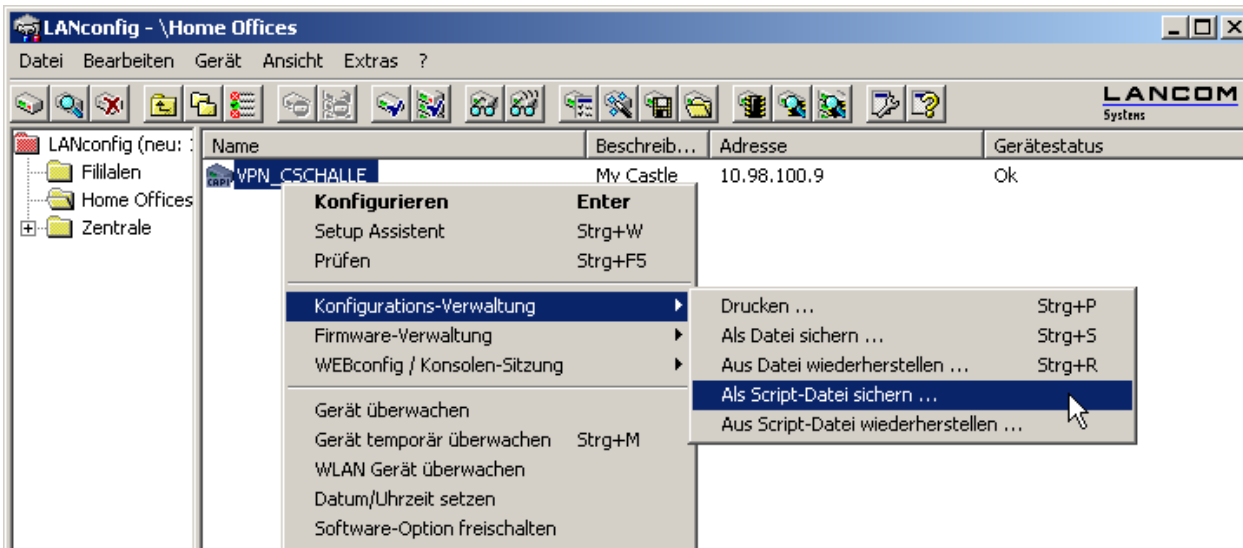 LANconfig - \Home Offices
Datei Bearbeiten Gerät Ansicht Extras ?
LANCOM
Systems
LANconfig (neu:
Name Beschreib... Adresse Gerätestatus
Fililalen
Home Offices
Zentrale
CAPI VPN_CSCHALLE My Castle 10.98.100.9 Ok
Konfigurieren Enter
Setup Assistent Strg+W
Prüfen Strg+F5
Konfigurations-Verwaltung
Firmware-Verwaltung
WEBconfig / Konsolen-Sitzung
Gerät überwachen
Gerät temporär überwachen Strg+M
WLAN Gerät überwachen
Datum/Uhrzeit setzen
Software-Option freischalten
Drucken ... Strg+P
Als Datei sichern ... Strg+S
Aus Datei wiederherstellen ... Strg+R
Als Script-Datei sichern ...
Aus Script-Datei wiederherstellen ...